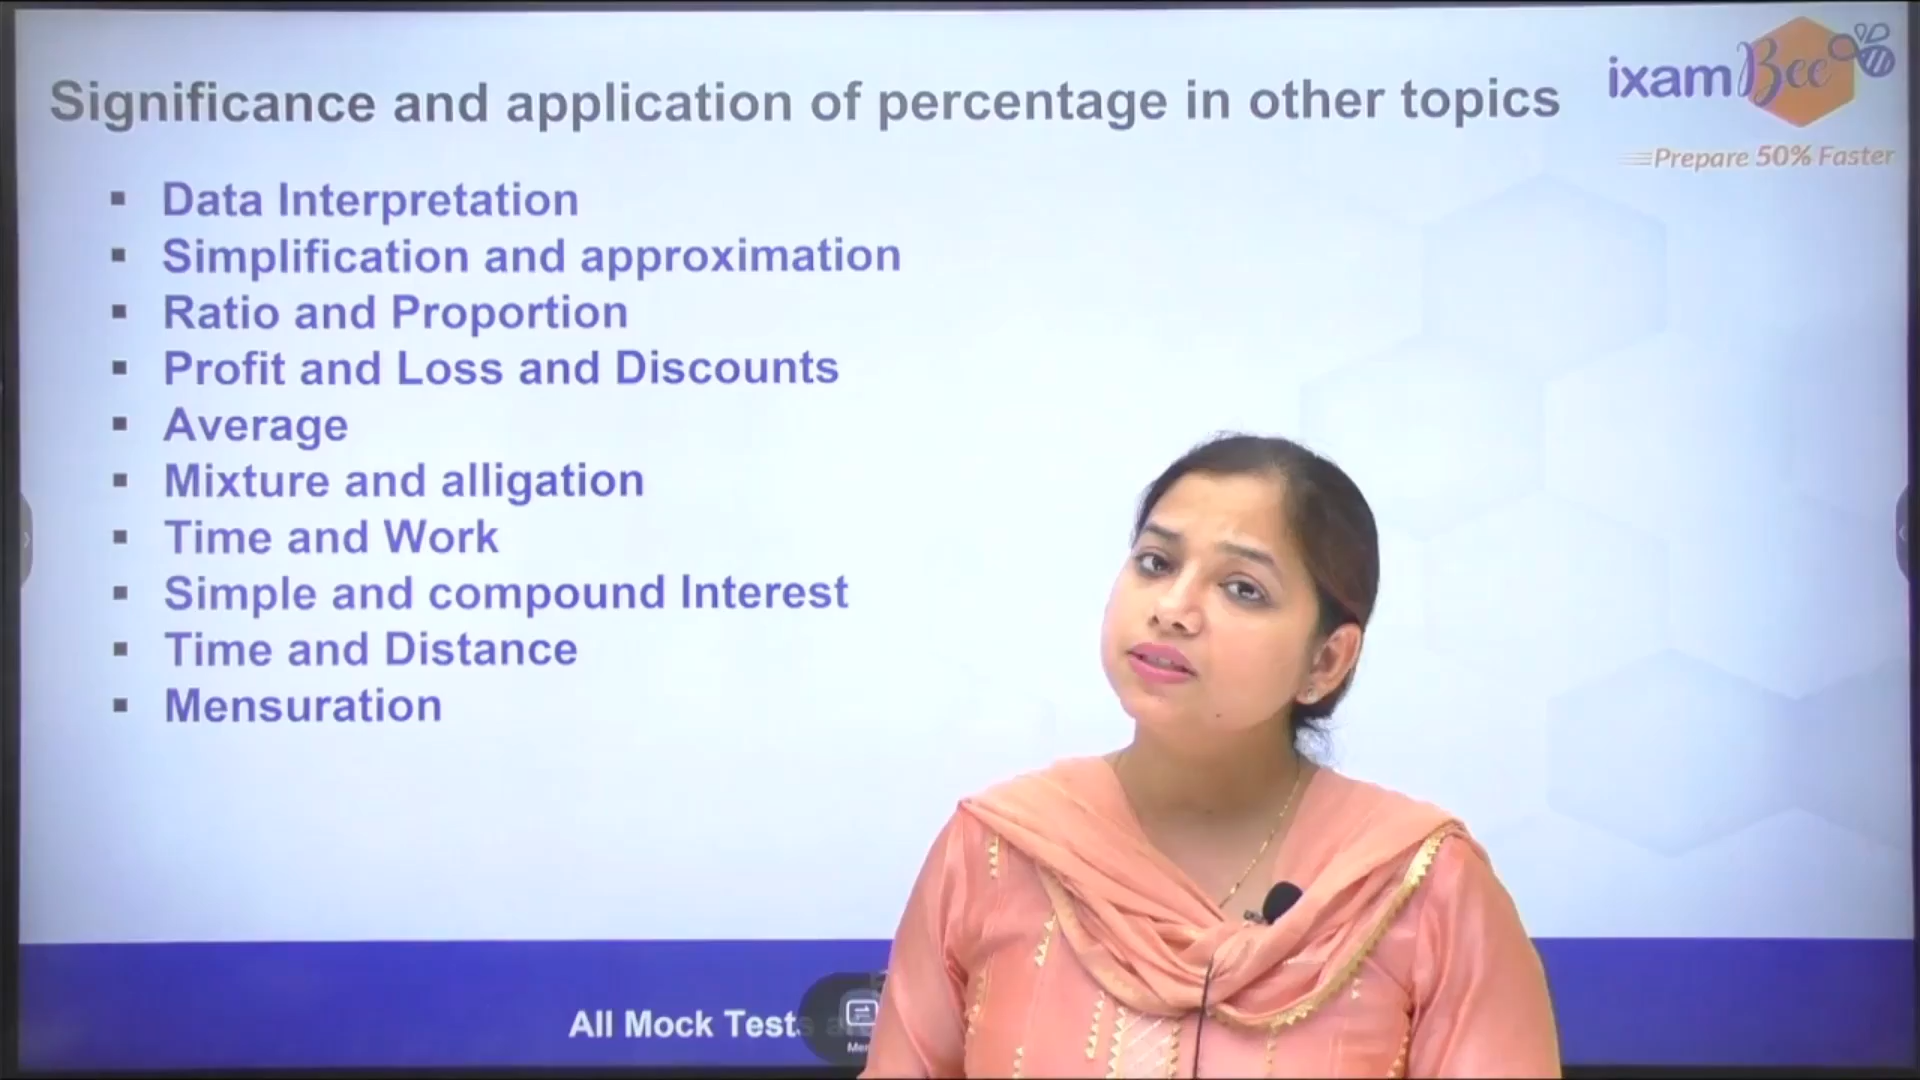 Significance and application of percentage in other topics
ixamBee
Prepare 50% Faster
▪ Data Interpretation
▪ Simplification and approximation
▪ Ratio and Proportion
▪ Profit and Loss and Discounts
▪ Average
▪ Mixture and alligation
▪ Time and Work
▪ Simple and compound Interest
▪ Time and Distance
▪ Mensuration
All Mock Tests